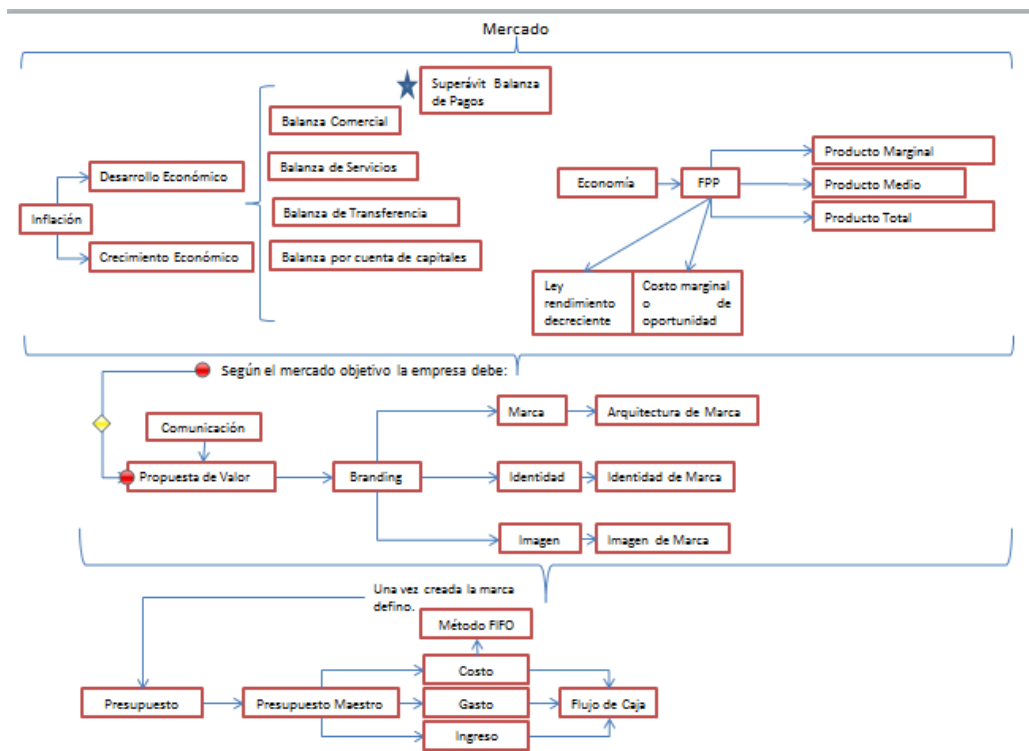 Mercado
Superávit Balanza
de Pagos
Balanza Comercial
Balanza de Servicios
Balanza de Transferencia
Balanza por cuenta de capitales
Desarrollo Económico
Inflación
Crecimiento Económico
Economía
FPP
Producto Marginal
Producto Medio
Producto Total
Ley
rendimiento
decreciente
Costo marginal
o de
oportunidad
Según el mercado objetivo la empresa debe:
Comunicación
Propuesta de Valor
Branding
Marca
Arquitectura de Marca
Identidad
Identidad de Marca
Imagen
Imagen de Marca
Una vez creada la marca
defino.
Método FIFO
Presupuesto
Presupuesto Maestro
Costo
Gasto
Ingreso
Flujo de Caja